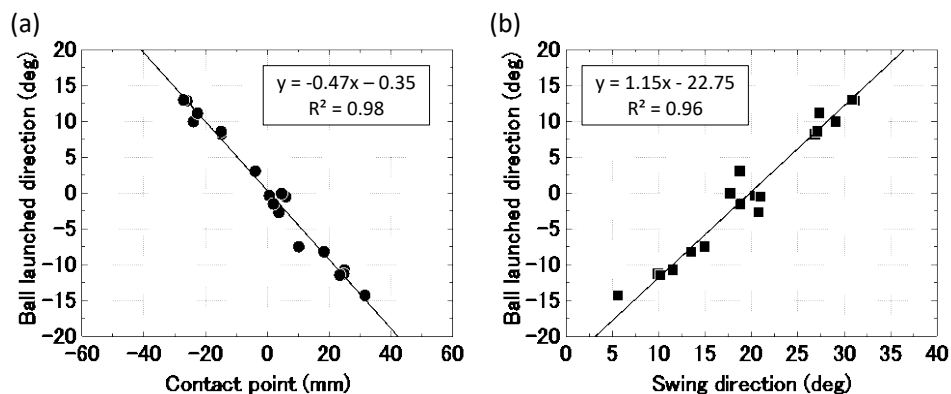 (a)
20
15
10
5
0
−5
−10
−15
−20
Ball launched direction (deg)
y = -0.47x – 0.35
R² = 0.98
−60 −40 −20 0 20 40 60
Contact point (mm)
(b)
20
15
10
5
0
−5
−10
−15
−20
Ball launched direction (deg)
y = 1.15x - 22.75
R² = 0.96
0 5 10 15 20 25 30 35 40
Swing direction (deg)